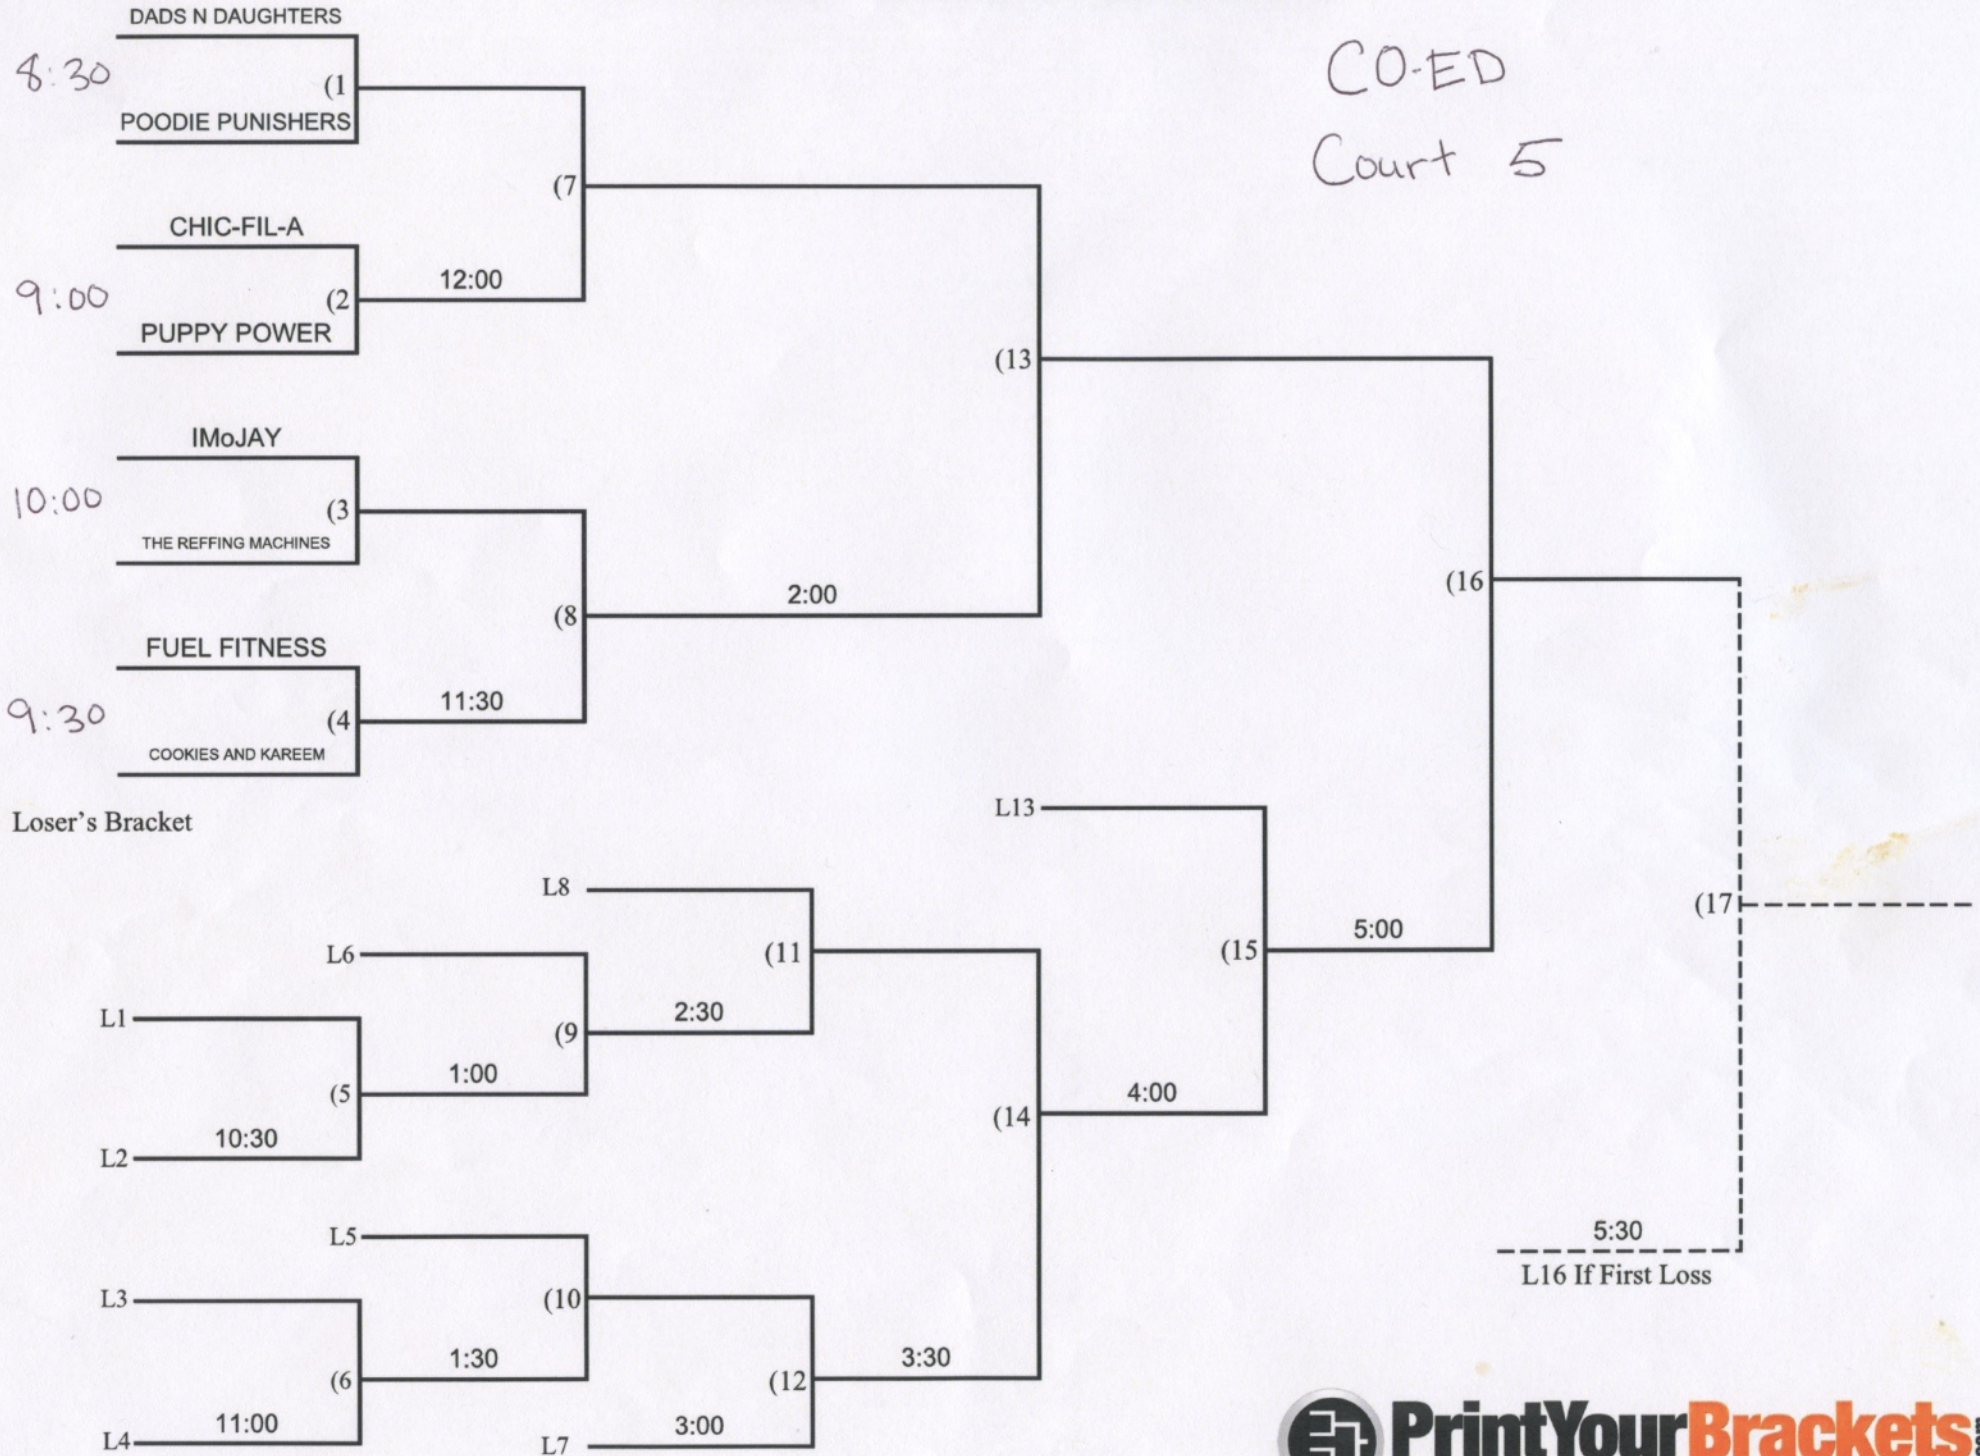 DADS N DAUGHTERS
8:30
(1
POODIE PUNISHERS
CO-ED
Court 5
(7
CHIC-FIL-A
9:00
(2
12:00
PUPPY POWER
(13
IMoJAY
10:00
(3
THE REFFING MACHINES
(8
2:00
(16
FUEL FITNESS
9:30
(4
11:30
COOKIES AND KAREEM
Loser's Bracket
L13
L8
L6
(11
(15
5:00
(17
L1
(9
2:30
(5
1:00
(14
4:00
L2
10:30
L5
5:30
L16 If First Loss
L3
(10
(6
1:30
(12
3:30
L4
11:00
L7
3:00
PrintYourBrackets